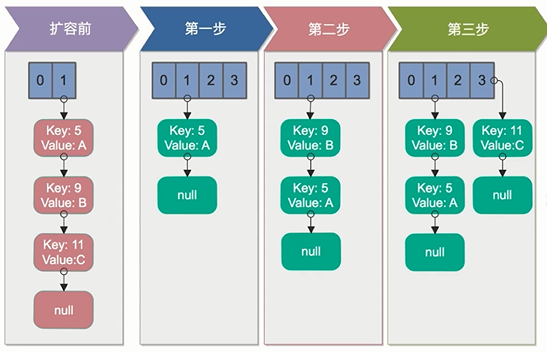 扩容前
第一步
第二步
第三步
0 1
0 1 2 3
0 1 2 3
0 1 2 3
Key: 5
Value: A
Key: 9
Value: B
Key: 11
Value:C
null
Key: 5
Value: A
null
Key: 9
Value: B
Key: 5
Value: A
null
Key: 9
Value: B
Key: 5
Value: A
null
Key: 11
Value:C
null